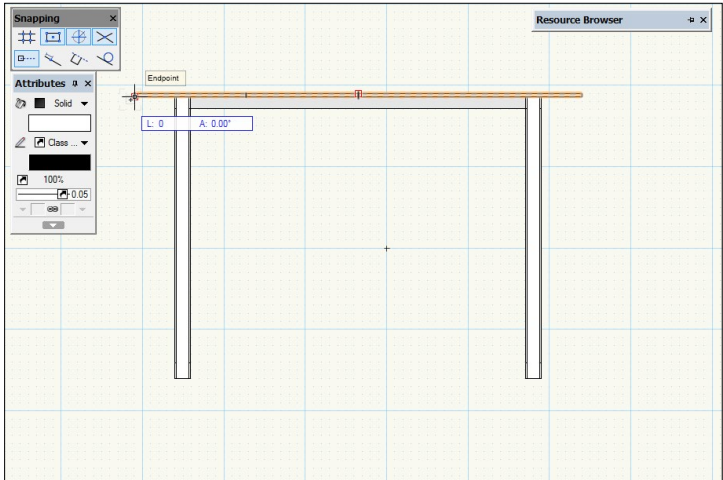 Snapping
Resource Browser
Attributes
Endpoint
Solid
L: 0 A: 0.00°
Class ...
100%
0.05